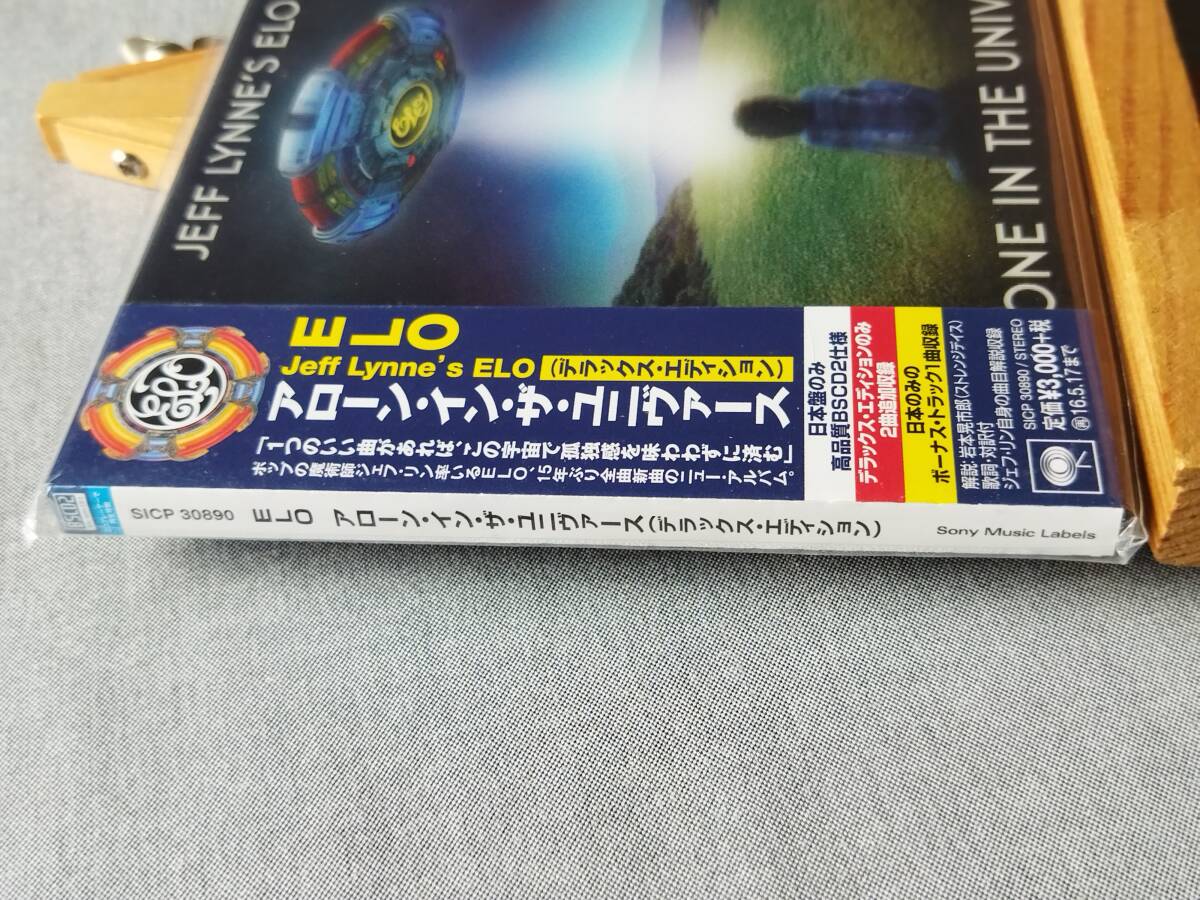 JEFF LYNNE'S ELO
ONE IN THE UNIV
ELO
Jeff Lynne's ELO (デラックス・エディション)
アローン・イン・ザ・ユニヴァース
「1つのいい曲があれば、この宇宙で孤独感を味わわずに済む」
ポップの魔術師ジェフ・リン率いるELO、15年ぶり全曲新曲のニュー・アルバム。
日本盤のみ
高品質BSCD2仕様
デラックス・エディションのみ
2曲追加収録
日本のみの
ボーナス・トラック1曲収録
解説:岩本晃市郎(ストレンジデイズ)
歌詞・対訳付
ジェフ・リン自身の曲目解説収録
SICP 30890 / STEREO
定価¥3,000+税
16.5.17まで
BSCD2
SICP 30890 ELO アローン・イン・ザ・ユニヴァース(デラックス・エディション) Sony Music Labels